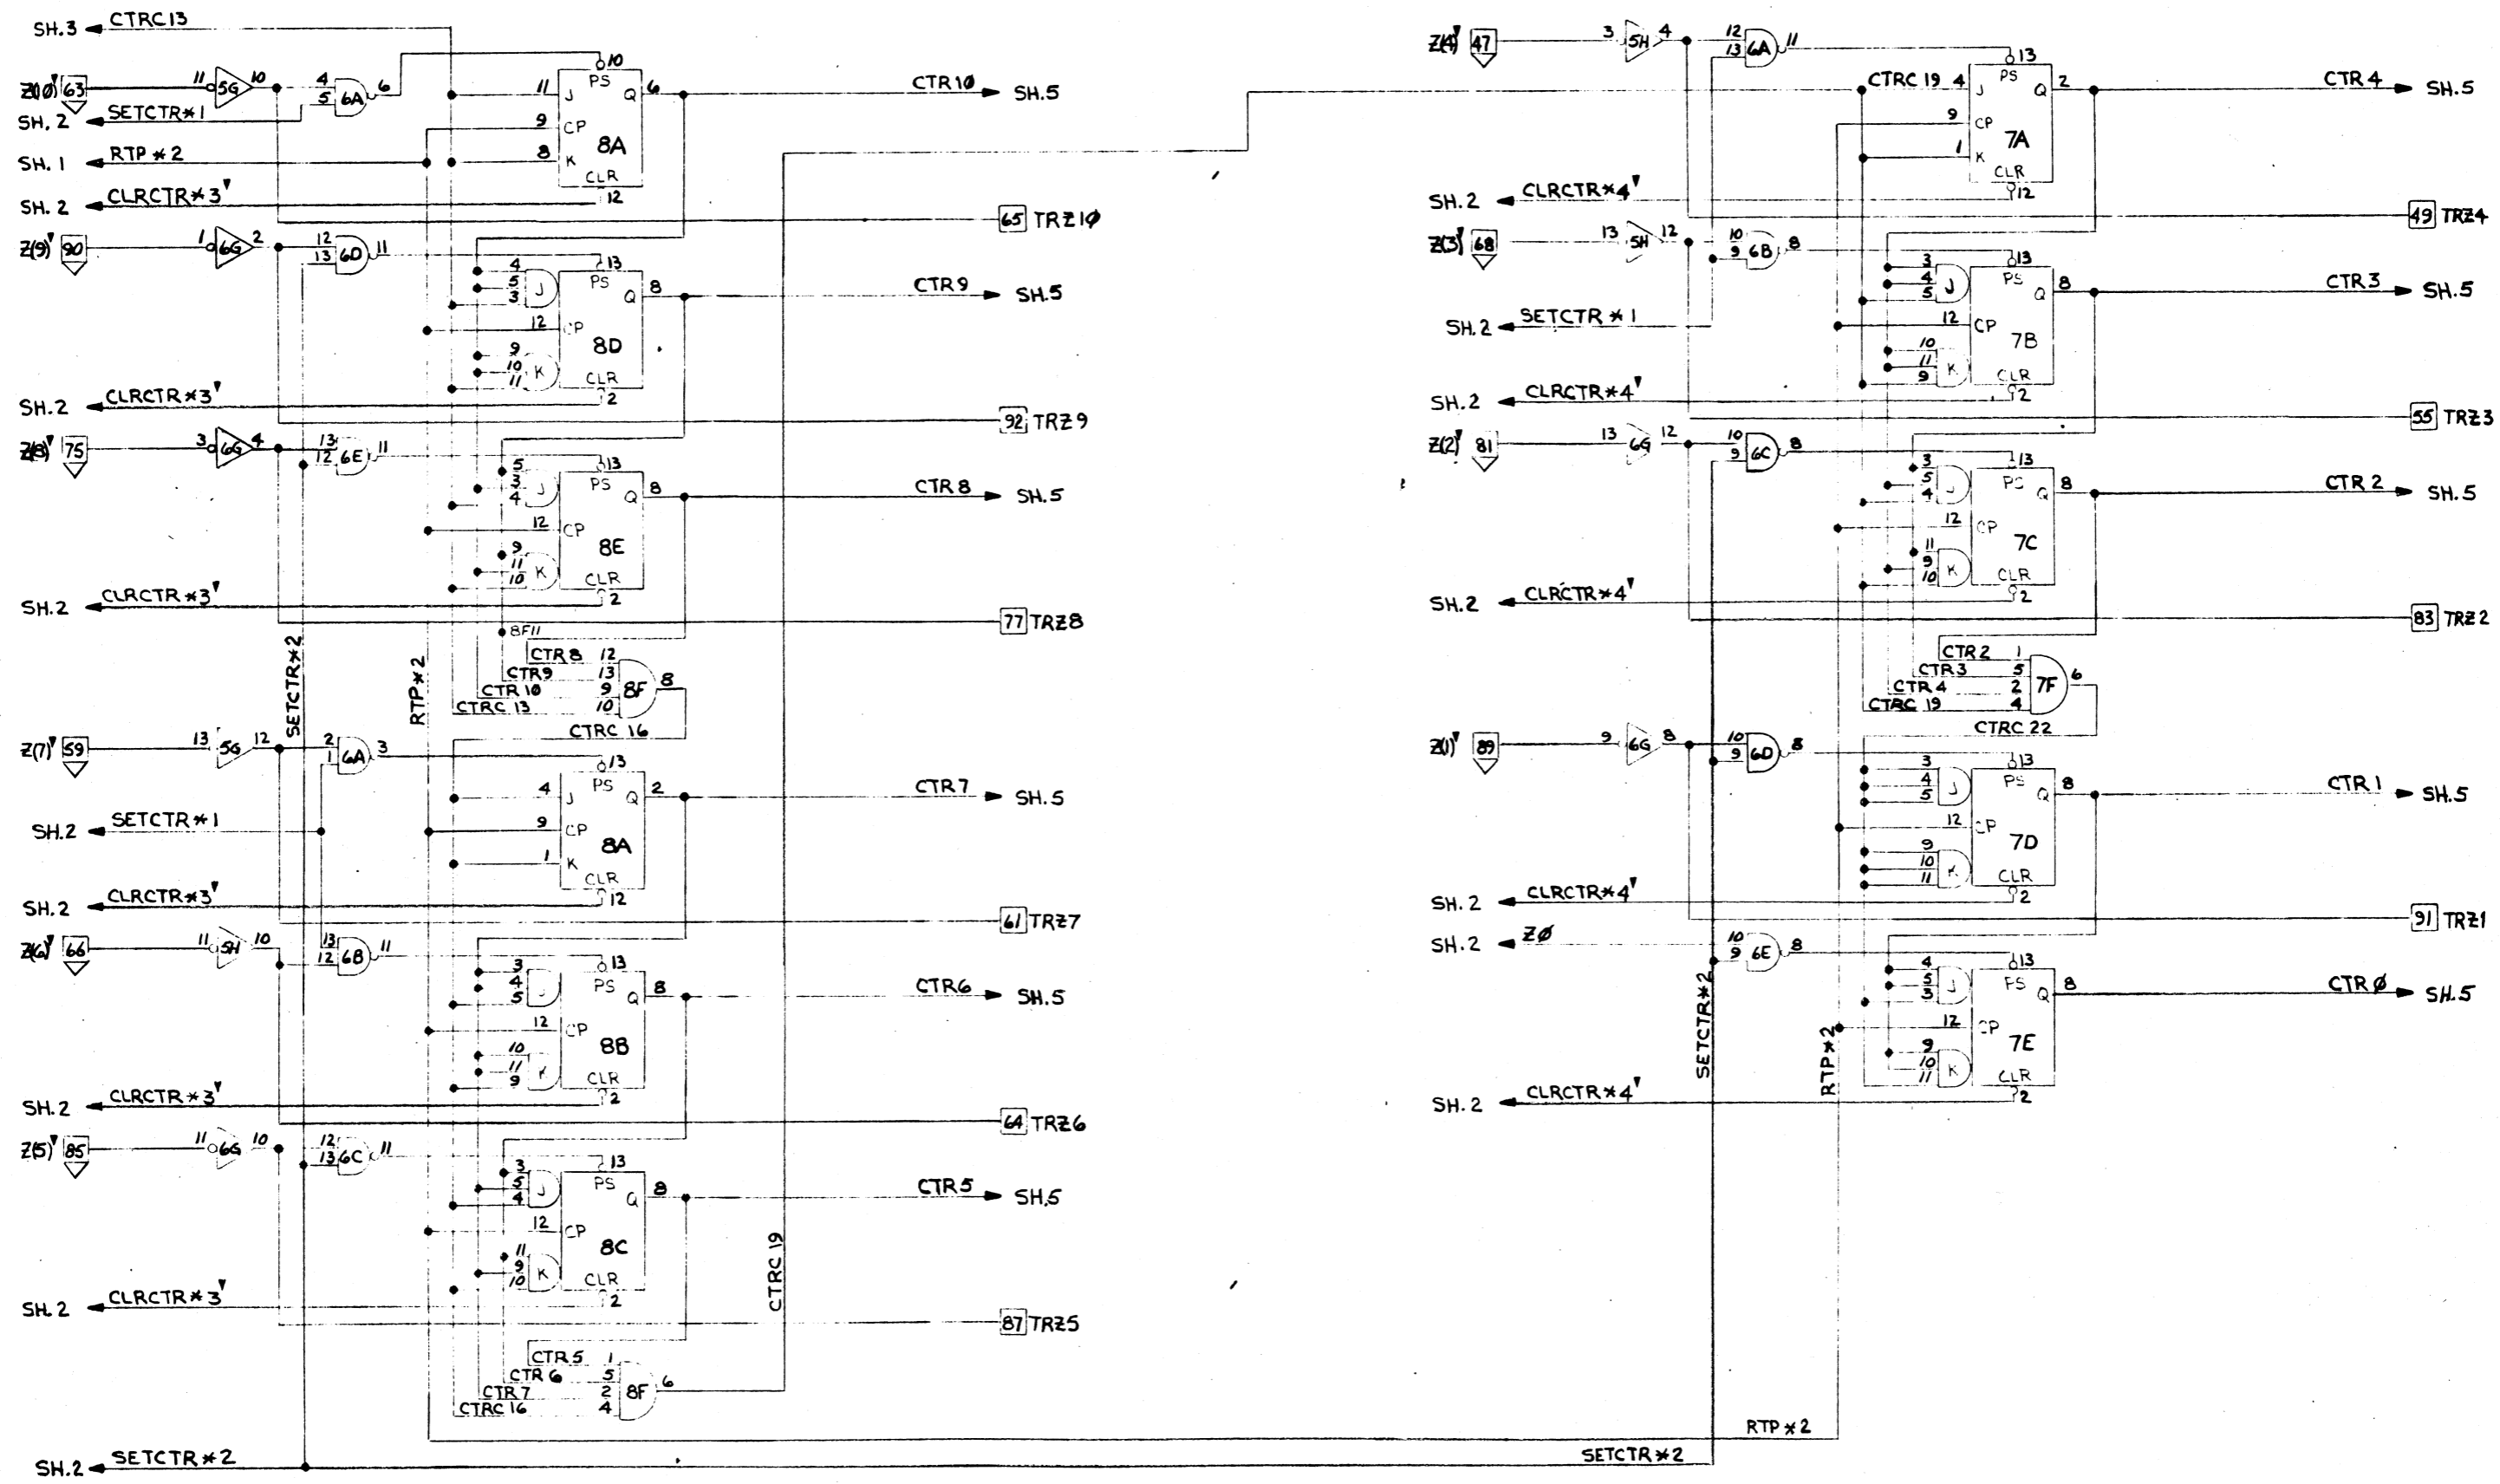 SH.3 CTRC13
Z(10)' 63 11 5G 10 4 5 6A 6 10
SH.2 SETCTR*1
11 J PS Q 6 CTR10 SH.5
9 CP
8A
SH.1 RTP*2
8 K
CLR
SH.2 CLRCTR*3' 12
65 TRZ10
Z(9)' 90 1 6G 2 12 13 6D 11 13
4 5 3 J PS Q 8 CTR9 SH.5
12 CP
8D
9 10 11 K
CLR
SH.2 CLRCTR*3' 2
92 TRZ9
Z(8)' 75 3 6G 4 13 12 6E 11 13
5 3 4 J PS Q 8 CTR8 SH.5
12 CP
8E
9 11 10 K
CLR
SH.2 CLRCTR*3' 2
77 TRZ8
8F11
SETCTR*2
RTP*2
CTR8 12
CTR9 13
CTR10 9
CTRC13 10
8F 8
CTRC16
Z(7)' 59 13 5G 12 2 1 6A 3 13
4 J PS Q 2 CTR7 SH.5
SH.2 SETCTR*1
9 CP
8A
1 K
CLR
SH.2 CLRCTR*3' 12
61 TRZ7
Z(6)' 66 11 5H 10 13 12 6B 11 13
3 4 5 J PS Q 8 CTR6 SH.5
12 CP
8B
10 11 9 K
CLR
SH.2 CLRCTR*3' 2
64 TRZ6
Z(5)' 85 11 6G 10 12 13 6C 11 13
3 5 4 J PS Q 8 CTR5 SH.5
12 CP
8C
11 9 10 K
CLR
SH.2 CLRCTR*3' 2
87 TRZ5
CTRC19
CTR5 1
CTR6 5
CTR7 2
CTRC16 4
8F 6
SH.2 SETCTR*2
Z(4)' 47 3 5H 4 12 13 6A 11 13
CTRC19 4 J PS Q 2 CTR4 SH.5
9 CP
7A
1 K
CLR
SH.2 CLRCTR*4' 12
49 TRZ4
Z(3)' 68 13 5H 12 10 9 6B 8 13
3 4 5 J PS Q 8 CTR3 SH.5
SH.2 SETCTR*1
12 CP
7B
10 11 9 K
CLR
SH.2 CLRCTR*4' 2
55 TRZ3
Z(2)' 81 13 6G 12 10 9 6C 8 13
3 5 4 J PS Q 8 CTR2 SH.5
12 CP
7C
11 9 10 K
CLR
SH.2 CLRCTR*4' 2
83 TRZ2
CTR2 1
CTR3 5
CTR4 2
CTRC19 4
7F 6
CTRC22
Z(1)' 89 9 6G 8 10 9 6D 8 13
3 4 5 J PS Q 8 CTR1 SH.5
12 CP
7D
9 10 11 K
CLR
SH.2 CLRCTR*4' 2
91 TRZ1
SH.2 ZØ 10 9 6E 8 13
4 5 3 J PS Q 8 CTRØ SH.5
SETCTR*2
RTP*2
12 CP
7E
9 10 11 K
CLR
SH.2 CLRCTR*4' 2
RTP*2
SETCTR*2